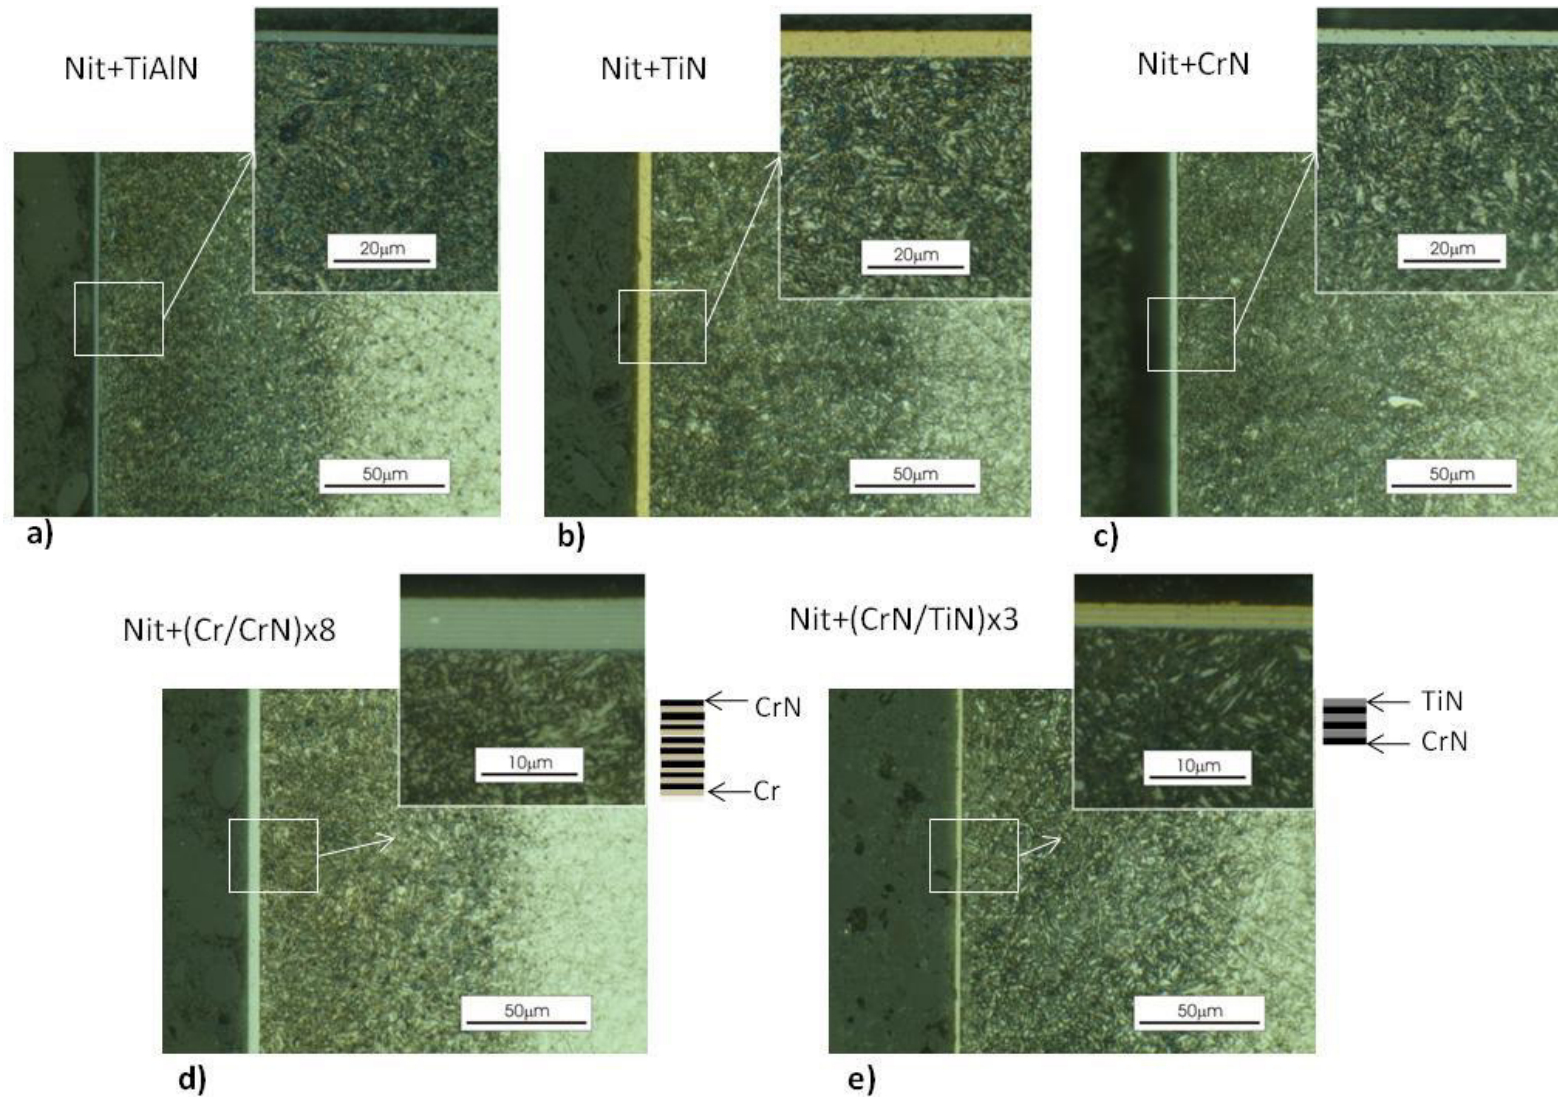 Nit+TiAlN
20µm
50µm
a)
Nit+TiN
20µm
50µm
b)
Nit+CrN
20µm
50µm
c)
Nit+(Cr/CrN)x8
10µm
CrN
Cr
50µm
d)
Nit+(CrN/TiN)x3
10µm
TiN
CrN
50µm
e)